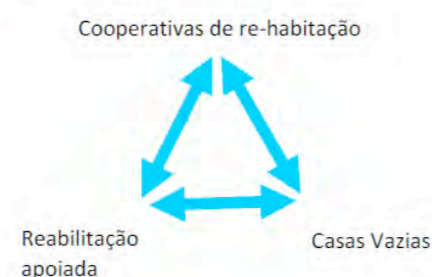 Cooperativas de re-habitação
Reabilitação
apoiada
Casas Vazias